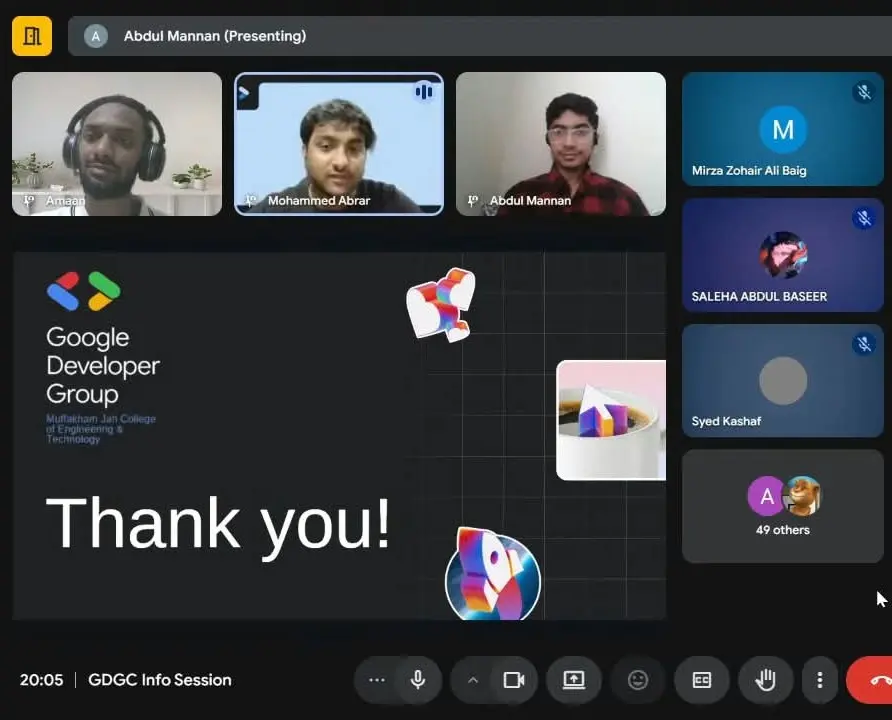 A Abdul Mannan (Presenting)
Amaan
Mohammed Abrar
Abdul Mannan
M
Mirza Zohair Ali Baig
SALEHA ABDUL BASEER
Syed Kashaf
A
49 others
Google
Developer
Group
Muffakham Jah College
of Engineering &
Technology
Thank you!
20:05 | GDGC Info Session
CC